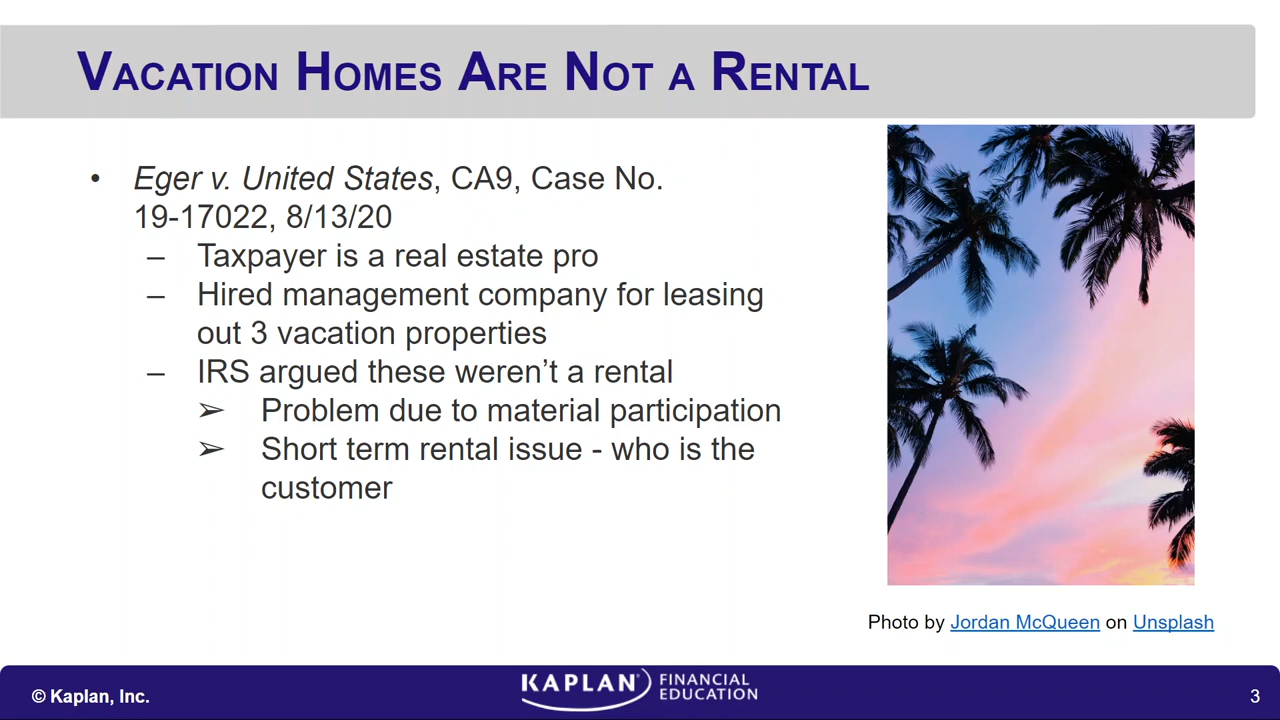 Vacation Homes Are Not a Rental
• Eger v. United States, CA9, Case No.
19-17022, 8/13/20
– Taxpayer is a real estate pro
– Hired management company for leasing
out 3 vacation properties
– IRS argued these weren’t a rental
➢ Problem due to material participation
➢ Short term rental issue - who is the
customer
Photo by Jordan McQueen on Unsplash
© Kaplan, Inc.
KAPLAN® FINANCIAL
EDUCATION
3